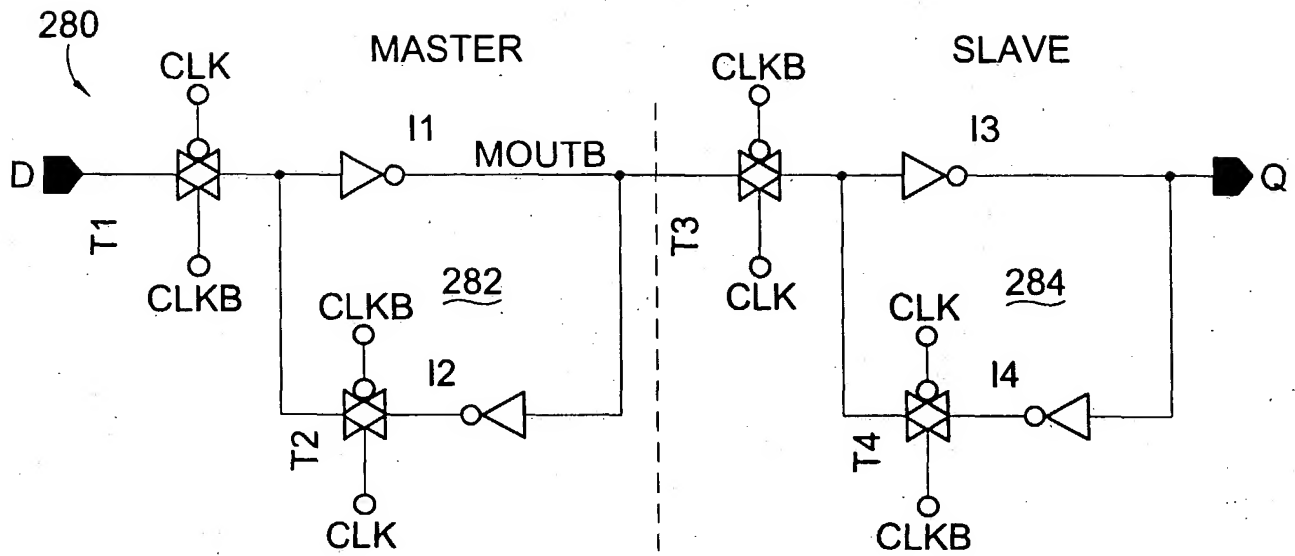 280
MASTER
SLAVE
CLK
CLKB
I1
I3
MOUTB
D
Q
T1
T3
CLKB
CLK
282
284
CLKB
CLK
I2
I4
T2
T4
CLK
CLKB